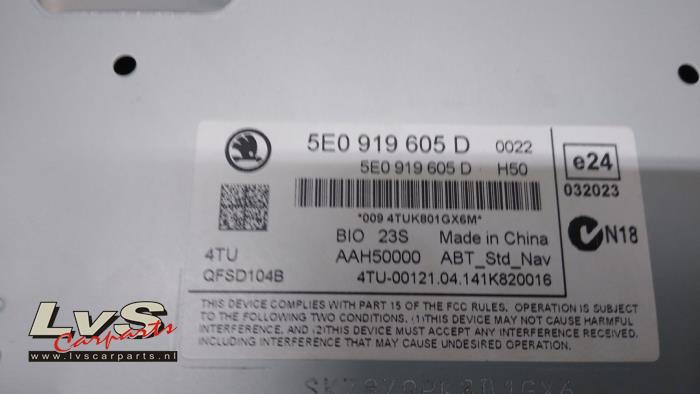 5E0 919 605 D 0022
5E0 919 605 D H50
e24
032023
*009 4TUK801GX6M*
BIO 23S Made in China
N18
4TU AAH50000 ABT_Std_Nav
QFSD104B 4TU-00121.04.141K820016
THIS DEVICE COMPLIES WITH PART 15 OF THE FCC RULES. OPERATION IS SUBJECT
TO THE FOLLOWING TWO CONDITIONS. (1)THIS DEVICE MAY NOT CAUSE HARMFUL
INTERFERENCE, AND (2)THIS DEVICE MUST ACCEPT ANY INTERFERENCE RECEIVED,
INCLUDING INTERFERENCE THAT MAY CAUSE UNDESIRED OPERATION.
LvS
Carparts
www.lvscarparts.nl